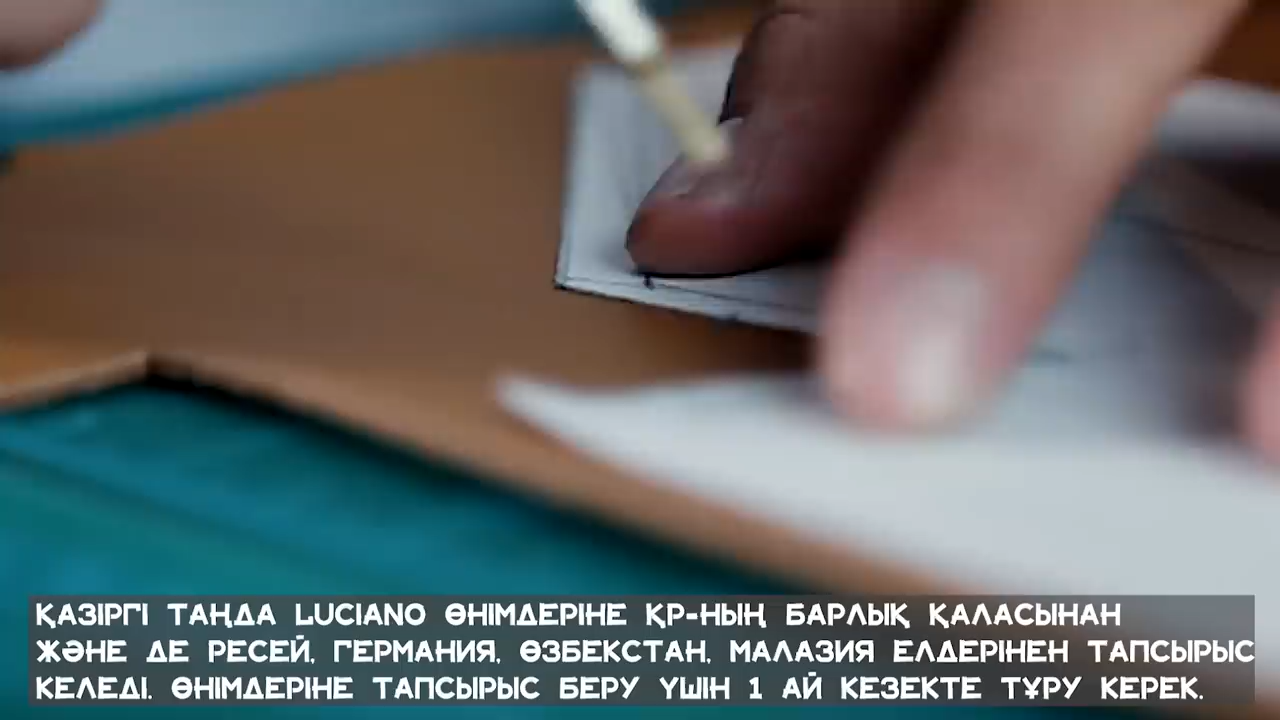 ҚАЗІРГІ ТАҢДА LUCIANO ӨНІМДЕРІНЕ ҚР-НЫҢ БАРЛЫҚ ҚАЛАСЫНАН
ЖӘНЕ ДЕ РЕСЕЙ, ГЕРМАНИЯ, ӨЗБЕКСТАН, МАЛАЗИЯ ЕЛДЕРІНЕН ТАПСЫРЫС
КЕЛЕДІ. ӨНІМДЕРІНЕ ТАПСЫРЫС БЕРУ ҮШІН 1 АЙ КЕЗЕКТЕ ТҰРУ КЕРЕК.